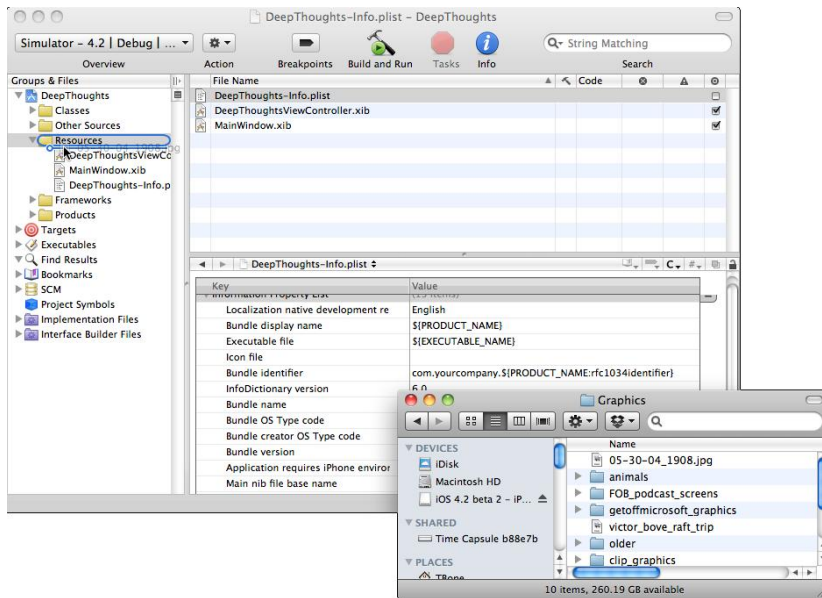 DeepThoughts-Info.plist – DeepThoughts
Simulator - 4.2 | Debug | ...
String Matching
Overview
Action
Breakpoints
Build and Run
Tasks
Info
Search
Groups & Files
File Name
Code
DeepThoughts
Classes
Other Sources
Resources
DeepThoughtsViewCo
MainWindow.xib
DeepThoughts-Info.p
Frameworks
Products
Targets
Executables
Find Results
Bookmarks
SCM
Project Symbols
Implementation Files
Interface Builder Files
DeepThoughts-Info.plist
DeepThoughtsViewController.xib
MainWindow.xib
DeepThoughts-Info.plist
C
#
Key Value
Information Property List (13 items)
Localization native development re English
Bundle display name ${PRODUCT_NAME}
Executable file ${EXECUTABLE_NAME}
Icon file
Bundle identifier com.yourcompany.${PRODUCT_NAME:rfc1034identifier}
InfoDictionary version 6.0
Bundle name
Bundle OS Type code
Bundle creator OS Type code
Bundle version
Application requires iPhone environ
Main nib file base name
Graphics
DEVICES
iDisk
Macintosh HD
iOS 4.2 beta 2 – iP...
SHARED
Time Capsule b88e7b
PLACES
TBone
Name
05-30-04_1908.jpg
animals
FOB_podcast_screens
getoffmicrosoft_graphics
victor_bove_raft_trip
older
clip_graphics
10 items, 260.19 GB available